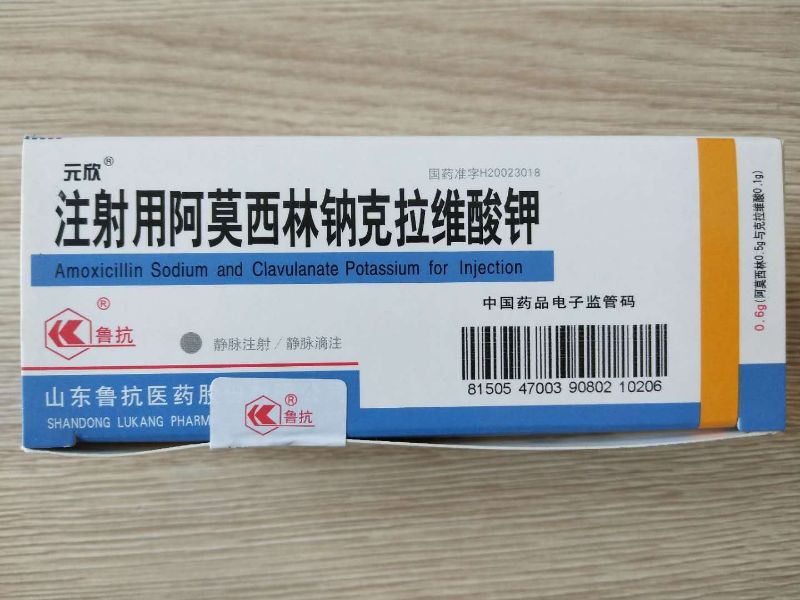 元欣®
国药准字H20023018
注射用阿莫西林钠克拉维酸钾
Amoxicillin Sodium and Clavulanate Potassium for Injection
®
鲁抗
静脉注射/静脉滴注
中国药品电子监管码
81505 47003 90802 10206
山东鲁抗医药
SHANDONG LUKANG PHARM
®
鲁抗
0.6g(阿莫西林0.5g与克拉维酸0.1g)